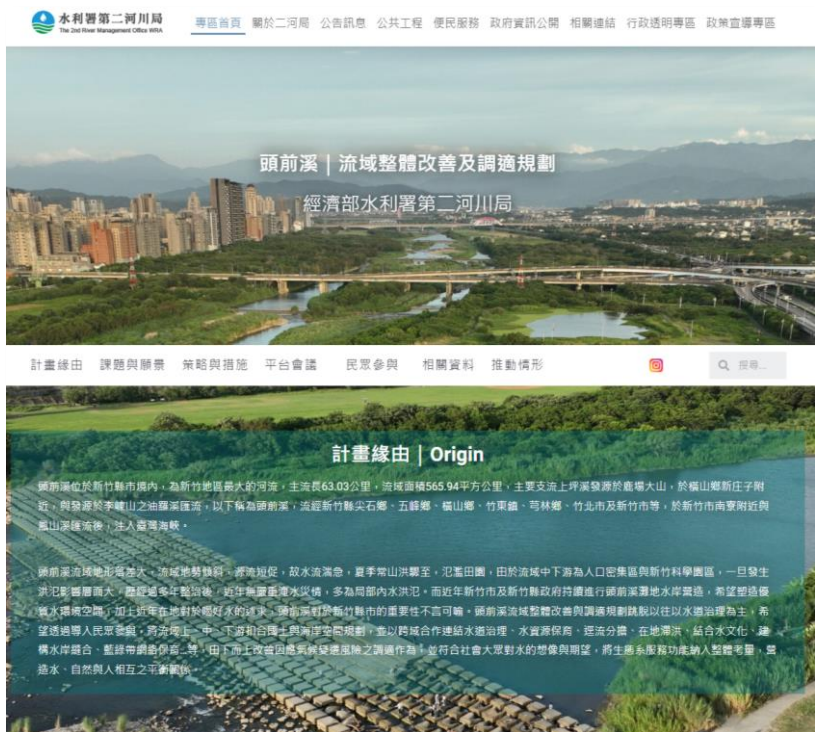 水利署第二河川局
The 2nd River Management Office WRA
專區首頁 關於二河局 公告訊息 公共工程 便民服務 政府資訊公開 相關連結 行政透明專區 政策宣導專區
頭前溪｜流域整體改善及調適規劃
經濟部水利署第二河川局
計畫緣由 課題與願景 策略與措施 平台會議 民眾參與 相關資料 推動情形 搜尋...
計畫緣由｜Origin
頭前溪位於新竹縣市境內，為新竹地區最大的河流，主流長63.03公里，流域面積565.94平方公里，主要支流上坪溪發源於鹿場大山，於橫山鄉新庄子附
近，與發源於李崠山之油羅溪匯流，以下稱為頭前溪，流經新竹縣尖石鄉、五峰鄉、橫山鄉、竹東鎮、芎林鄉、竹北市及新竹市等，於新竹市南寮附近與
鳳山溪匯流後，注入臺灣海峽。
頭前溪流域地形落差大，流域地勢傾斜，源流短促，故水流湍急，夏季常山洪驟至，氾濫田園，由於流域中下游為人口密集區與新竹科學園區，一旦發生
洪氾影響層面大，歷經過多年整治後，近年無嚴重淹水災情，多為局部內水洪氾。而近年新竹市及新竹縣政府持續進行頭前溪灘地水岸營造，希望塑造優
質水環境空間，加上近年在地對於喝好水的訴求，頭前溪對於新竹縣市的重要性不言可喻。頭前溪流域整體改善與調適規劃跳脫以往以水道治理為主，希
望透過導入民眾參與，將流域上、中、下游和合國土與海岸空間規劃，並以跨域合作連結水道治理、水資源保育、逕流分擔、在地滯洪、結合水文化、建
構水岸縫合、藍綠帶網絡保育…等，由下而上改善因應氣候變遷風險之調適作為，並符合社會大眾對水的想像與期望，將生態系服務功能納入整體考量，營
造水、自然與人相互之平衡關係。